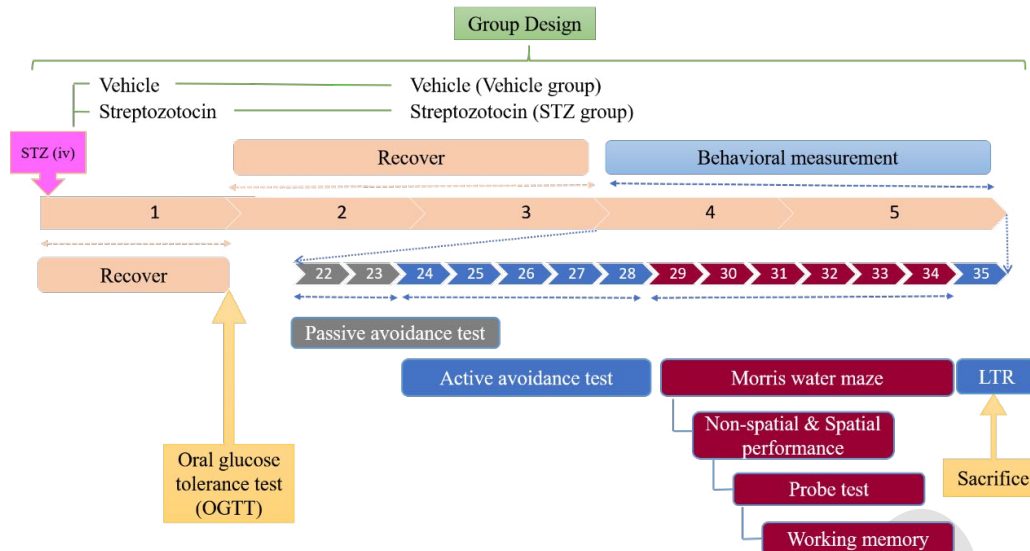 Group Design
Vehicle
Vehicle (Vehicle group)
Streptozotocin
Streptozotocin (STZ group)
STZ (iv)
Recover
Behavioral measurement
1
2
3
4
5
Recover
22
23
24
25
26
27
28
29
30
31
32
33
34
35
Passive avoidance test
Active avoidance test
Morris water maze
LTR
Non-spatial & Spatial
performance
Oral glucose
tolerance test
(OGTT)
Sacrifice
Probe test
Working memory